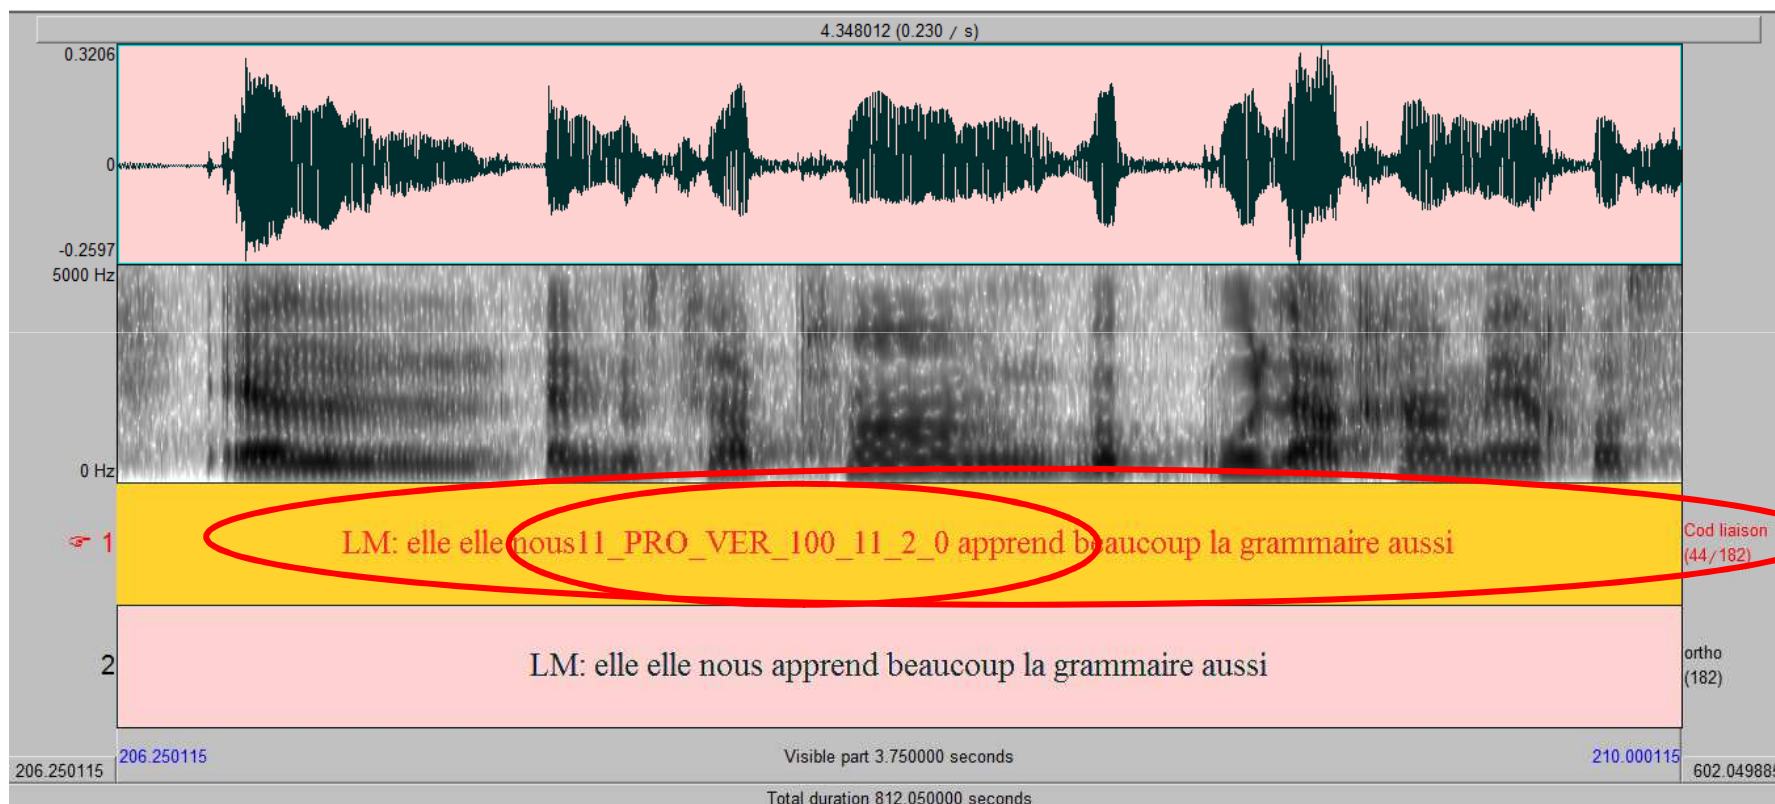 4.348012 (0.230 / s)
0.3206
0
-0.2597
5000 Hz
0 Hz
☞ 1
LM: elle elle nous11_PRO_VER_100_11_2_0 apprend beaucoup la grammaire aussi
Cod liaison
(44/182)
2
LM: elle elle nous apprend beaucoup la grammaire aussi
ortho
(182)
206.250115
Visible part 3.750000 seconds
210.000115
206.250115
602.049885
Total duration 812.050000 seconds